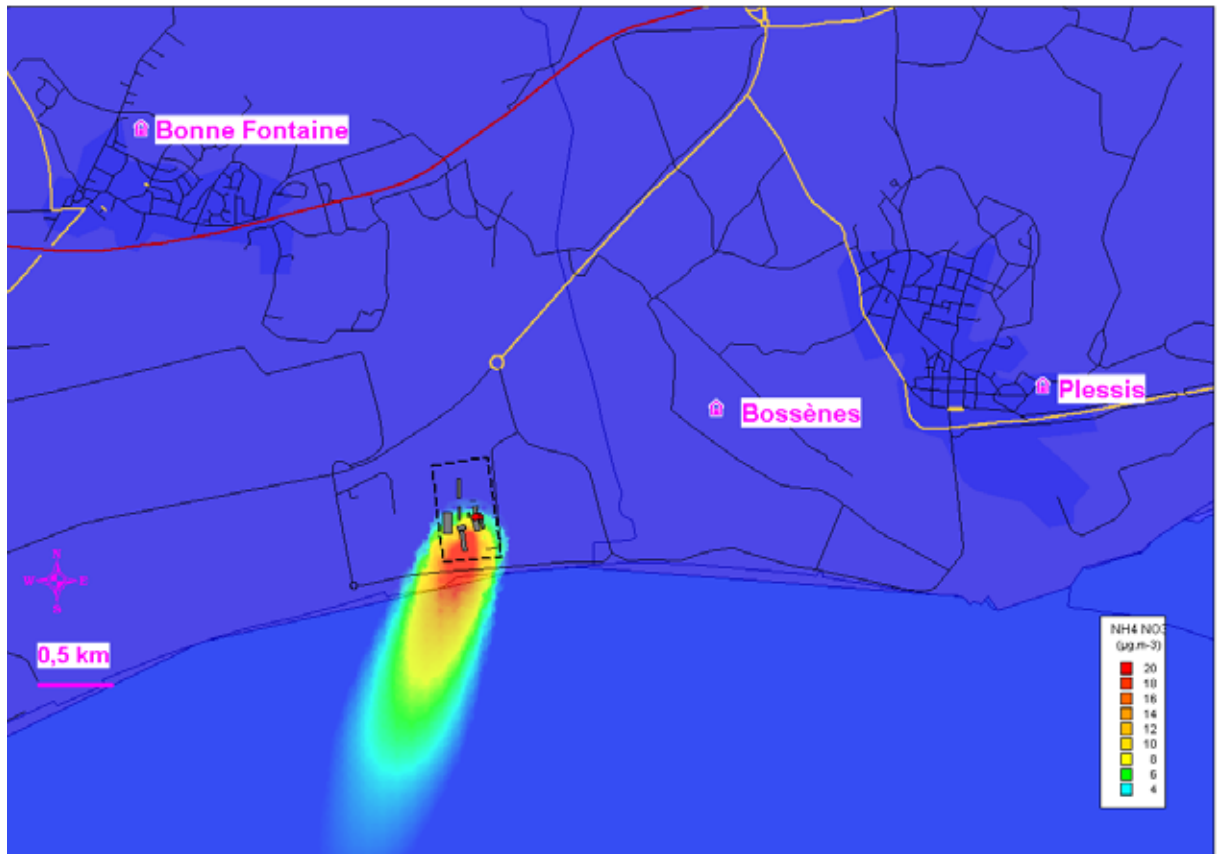 Bonne Fontaine
Plessis
Bossènes
N
W E
S
0,5 km
NH4 NO3
(µg.m-3)
20
18
16
14
12
10
8
6
4